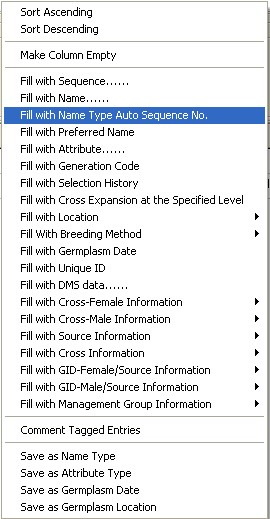 Sort Ascending
Sort Descending
Make Column Empty
Fill with Sequence......
Fill with Name......
Fill with Name Type Auto Sequence No.
Fill with Preferred Name
Fill with Attribute......
Fill with Generation Code
Fill with Selection History
Fill with Cross Expansion at the Specified Level
Fill with Location
Fill With Breeding Method
Fill with Germplasm Date
Fill with Unique ID
Fill with DMS data......
Fill with Cross-Female Information
Fill with Cross-Male Information
Fill with Source Information
Fill with Cross Information
Fill with GID-Female/Source Information
Fill with GID-Male/Source Information
Fill with Management Group Information
Comment Tagged Entries
Save as Name Type
Save as Attribute Type
Save as Germplasm Date
Save as Germplasm Location